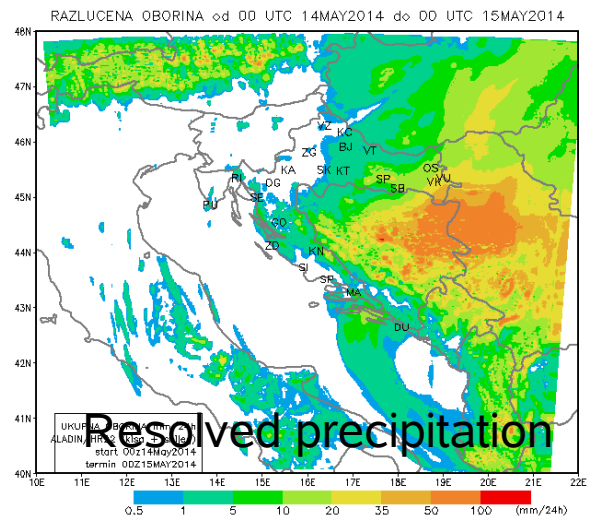 RAZLUCENA OBORINA od 00 UTC 14MAY2014 do 00 UTC 15MAY2014
48N
47N
46N
45N
44N
43N
42N
41N
40N
VZ
KC
ZG
BJ
VT
RI
OG
KA
SK
KT
SP
SB
OS
VK
VU
PU
SE
GO
ZD
KN
SI
SP
MA
DU
Resolved precipitation
start 00z14May2014
termin 0DZ15MAY2014
10E 11E 12E 13E 14E 15E 16E 17E 18E 19E 20E 21E 22E
0.5 1 5 10 20 35 50 100 (mm/24h)